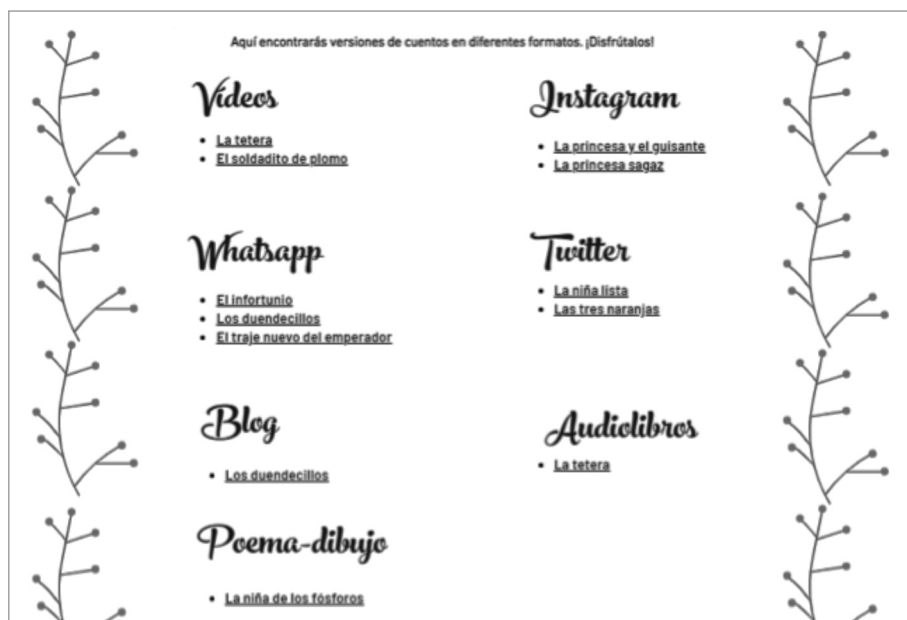 Aquí encontrarás versiones de cuentos en diferentes formatos. ¡Disfrútalos!
Vídeos
La tetera
El soldadito de plomo
Instagram
La princesa y el guisante
La princesa sagaz
Whatsapp
El infortunio
Los duendecillos
El traje nuevo del emperador
Twitter
La niña lista
Las tres naranjas
Blog
Los duendecillos
Audiolibros
La tetera
Poema-dibujo
La niña de los fósforos